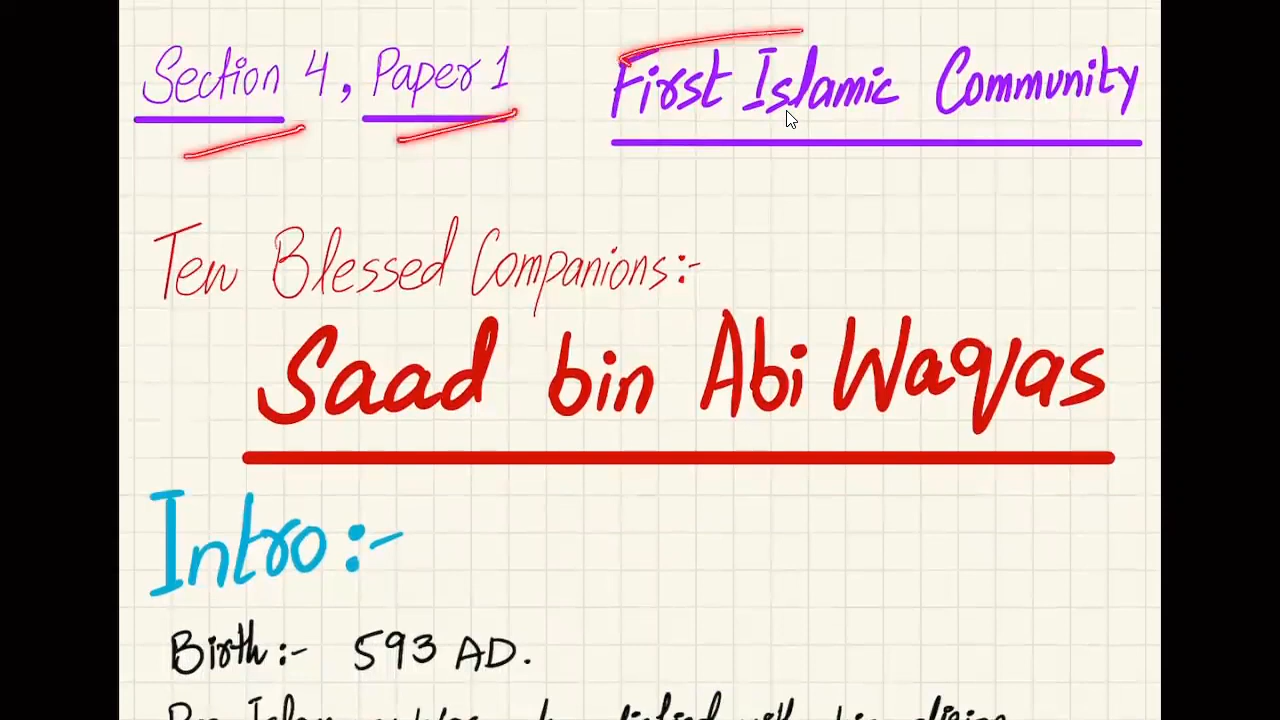 Section 4, Paper 1 First Islamic Community
Ten Blessed Companions:-
Saad bin Abi Waqas
Intro:-
Birth:- 593 AD.